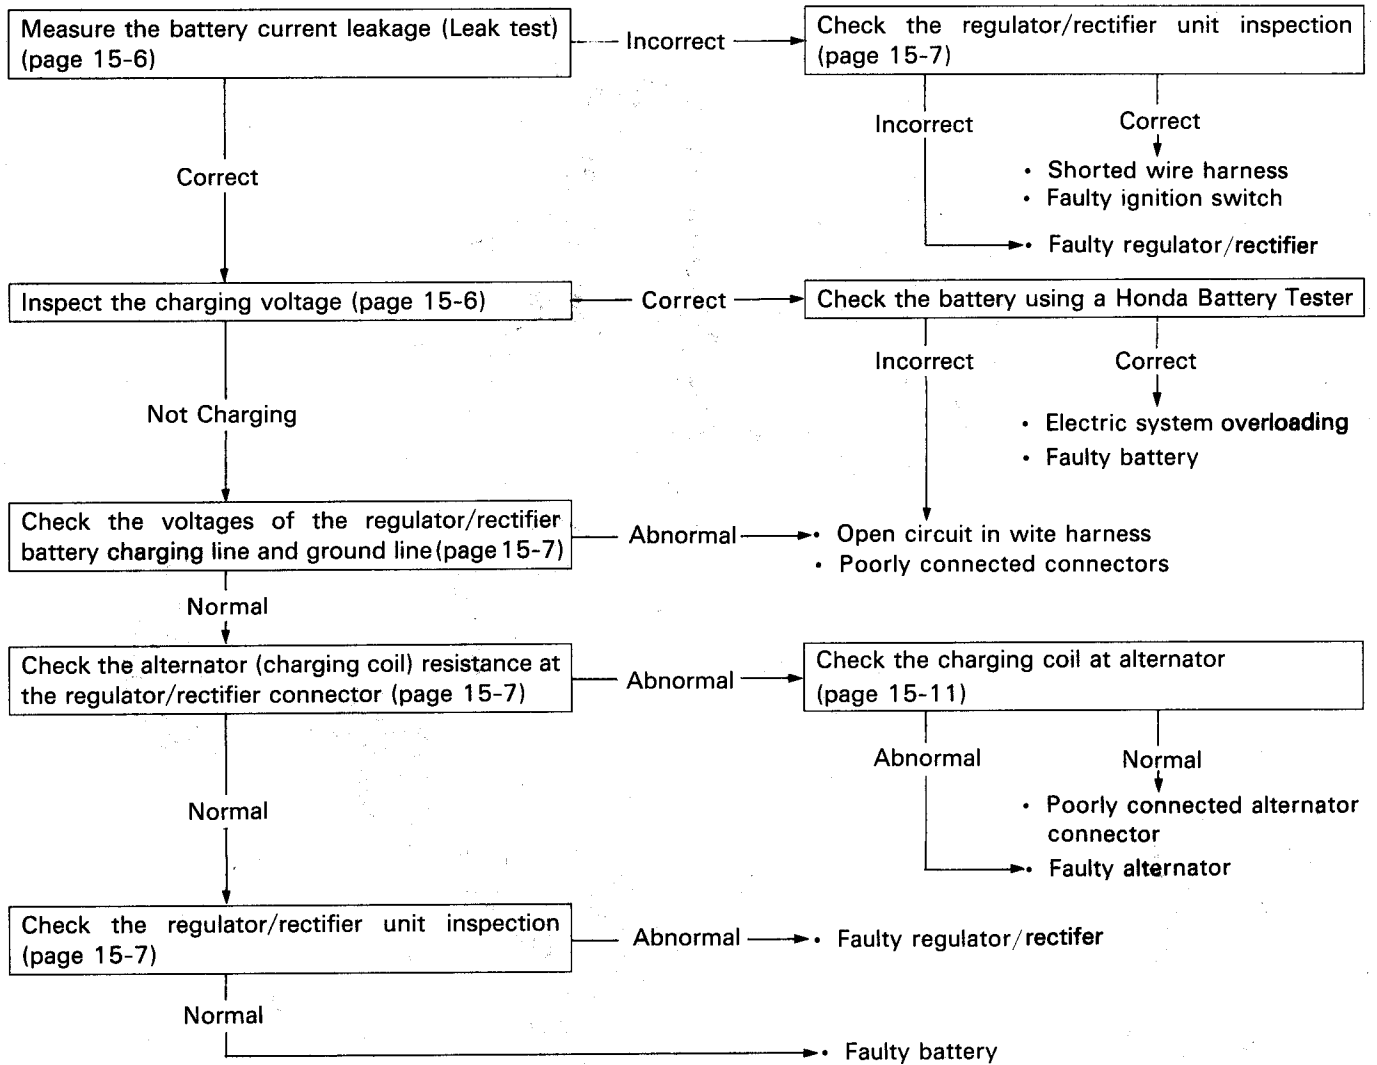 Measure the battery current leakage (Leak test)
(page 15-6)
Incorrect
Check the regulator/rectifier unit inspection
(page 15-7)
Incorrect
Correct
• Shorted wire harness
• Faulty ignition switch
• Faulty regulator/rectifier
Correct
Inspect the charging voltage (page 15-6)
Correct
Check the battery using a Honda Battery Tester
Incorrect
Correct
• Electric system overloading
• Faulty battery
Not Charging
Check the voltages of the regulator/rectifier
battery charging line and ground line (page 15-7)
Abnormal
• Open circuit in wite harness
• Poorly connected connectors
Normal
Check the alternator (charging coil) resistance at
the regulator/rectifier connector (page 15-7)
Abnormal
Check the charging coil at alternator
(page 15-11)
Abnormal
Normal
• Poorly connected alternator
connector
• Faulty alternator
Normal
Check the regulator/rectifier unit inspection
(page 15-7)
Abnormal
• Faulty regulator/rectifer
Normal
• Faulty battery